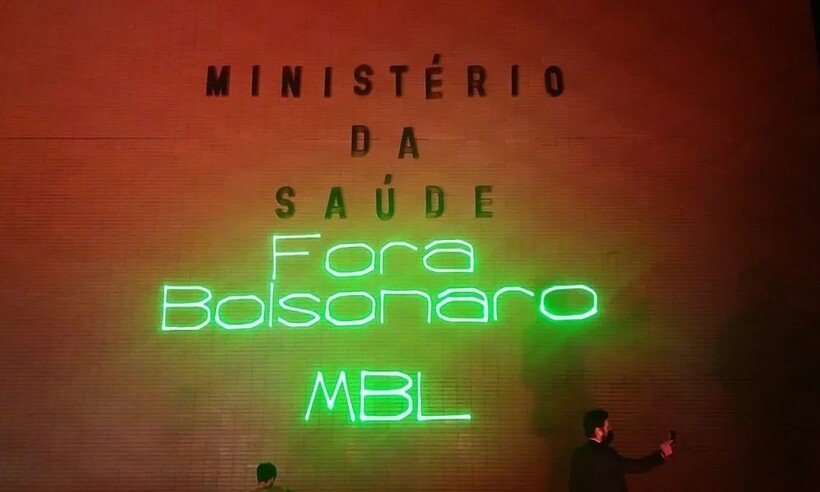 MINISTÉRIO
DA
SAÚDE
Fora
Bolsonaro
MBL